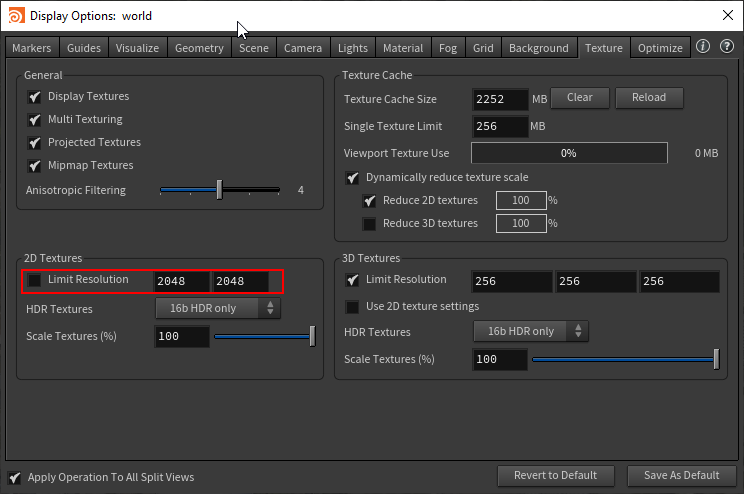 Display Options: world
Markers Guides Visualize Geometry Scene Camera Lights Material Fog Grid Background Texture Optimize
General
Display Textures
Multi Texturing
Projected Textures
Mipmap Textures
Anisotropic Filtering 4
Texture Cache
Texture Cache Size 2252 MB Clear Reload
Single Texture Limit 256 MB
Viewport Texture Use 0% 0 MB
Dynamically reduce texture scale
Reduce 2D textures 100 %
Reduce 3D textures 100 %
2D Textures
Limit Resolution 2048 2048
HDR Textures 16b HDR only
Scale Textures (%) 100
3D Textures
Limit Resolution 256 256 256
Use 2D texture settings
HDR Textures 16b HDR only
Scale Textures (%) 100
Apply Operation To All Split Views Revert to Default Save As Default